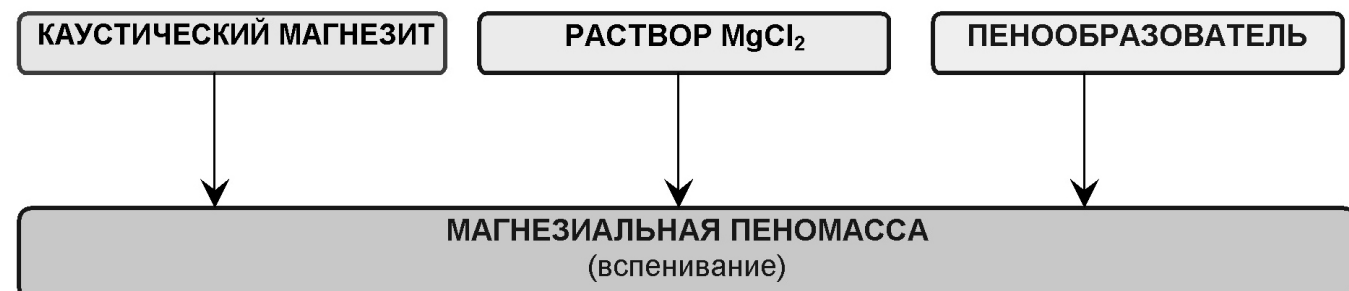 КАУСТИЧЕСКИЙ МАГНЕЗИТ
РАСТВОР MgCl₂
ПЕНООБРАЗОВАТЕЛЬ
МАГНЕЗИАЛЬНАЯ ПЕНОМАССА
(вспенивание)